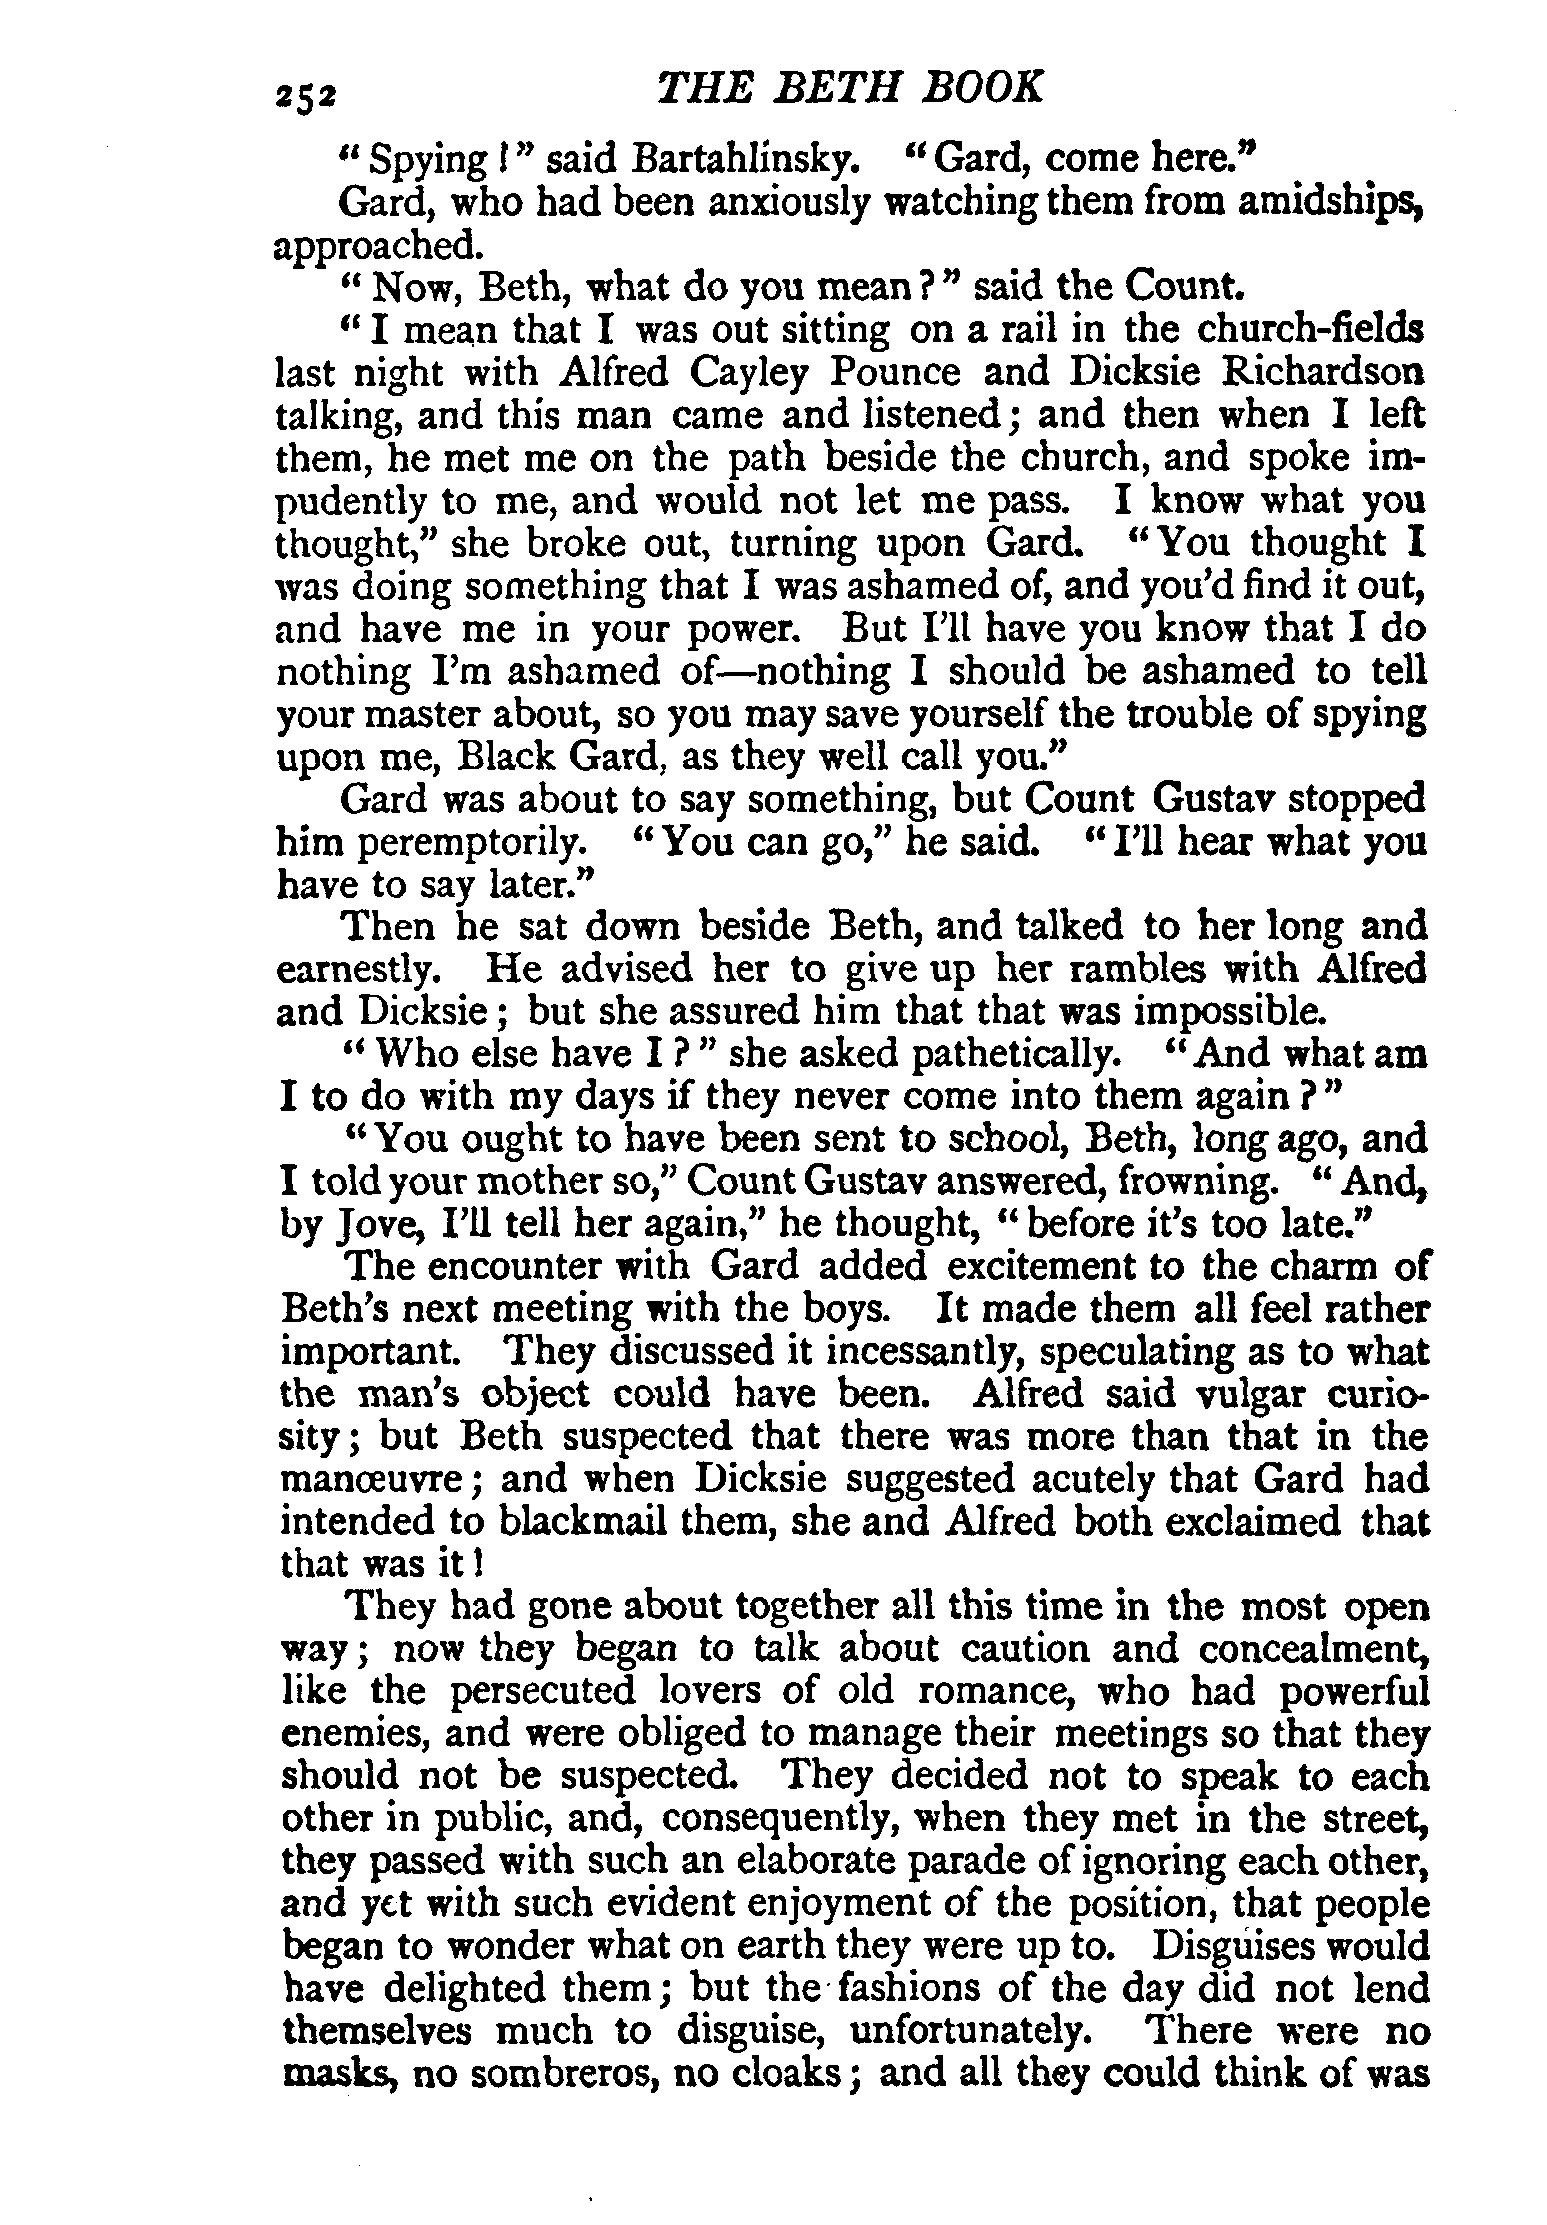 252 THE BETH BOOK
“Spying!” said Bartahlinsky. “Gard, come here.”
Gard, who had been anxiously watching them from amidships,
approached.
“Now, Beth, what do you mean?” said the Count.
“I mean that I was out sitting on a rail in the church-fields
last night with Alfred Cayley Pounce and Dicksie Richardson
talking, and this man came and listened; and then when I left
them, he met me on the path beside the church, and spoke im-
pudently to me, and would not let me pass. I know what you
thought,” she broke out, turning upon Gard. “You thought I
was doing something that I was ashamed of, and you’d find it out,
and have me in your power. But I’ll have you know that I do
nothing I’m ashamed of—nothing I should be ashamed to tell
your master about, so you may save yourself the trouble of spying
upon me, Black Gard, as they well call you.”
Gard was about to say something, but Count Gustav stopped
him peremptorily. “You can go,” he said. “I’ll hear what you
have to say later.”
Then he sat down beside Beth, and talked to her long and
earnestly. He advised her to give up her rambles with Alfred
and Dicksie; but she assured him that that was impossible.
“Who else have I?” she asked pathetically. “And what am
I to do with my days if they never come into them again?”
“You ought to have been sent to school, Beth, long ago, and
I told your mother so,” Count Gustav answered, frowning. “And,
by Jove, I’ll tell her again,” he thought, “before it’s too late.”
The encounter with Gard added excitement to the charm of
Beth’s next meeting with the boys. It made them all feel rather
important. They discussed it incessantly, speculating as to what
the man’s object could have been. Alfred said vulgar curio-
sity; but Beth suspected that there was more than that in the
manœuvre; and when Dicksie suggested acutely that Gard had
intended to blackmail them, she and Alfred both exclaimed that
that was it!
They had gone about together all this time in the most open
way; now they began to talk about caution and concealment,
like the persecuted lovers of old romance, who had powerful
enemies, and were obliged to manage their meetings so that they
should not be suspected. They decided not to speak to each
other in public, and, consequently, when they met in the street,
they passed with such an elaborate parade of ignoring each other,
and yet with such evident enjoyment of the position, that people
began to wonder what on earth they were up to. Disguises would
have delighted them; but the fashions of the day did not lend
themselves much to disguise, unfortunately. There were no
masks, no sombreros, no cloaks; and all they could think of was